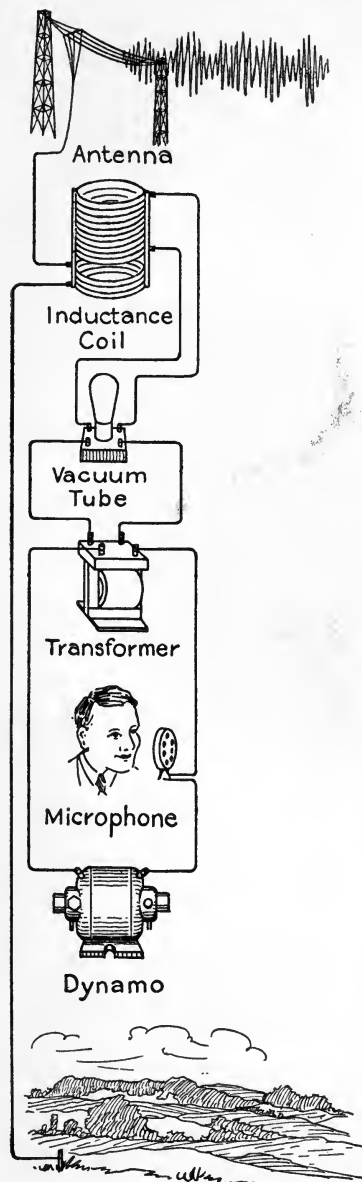 Antenna
Inductance
Coil
Vacuum
Tube
Transformer
Microphone
Dynamo